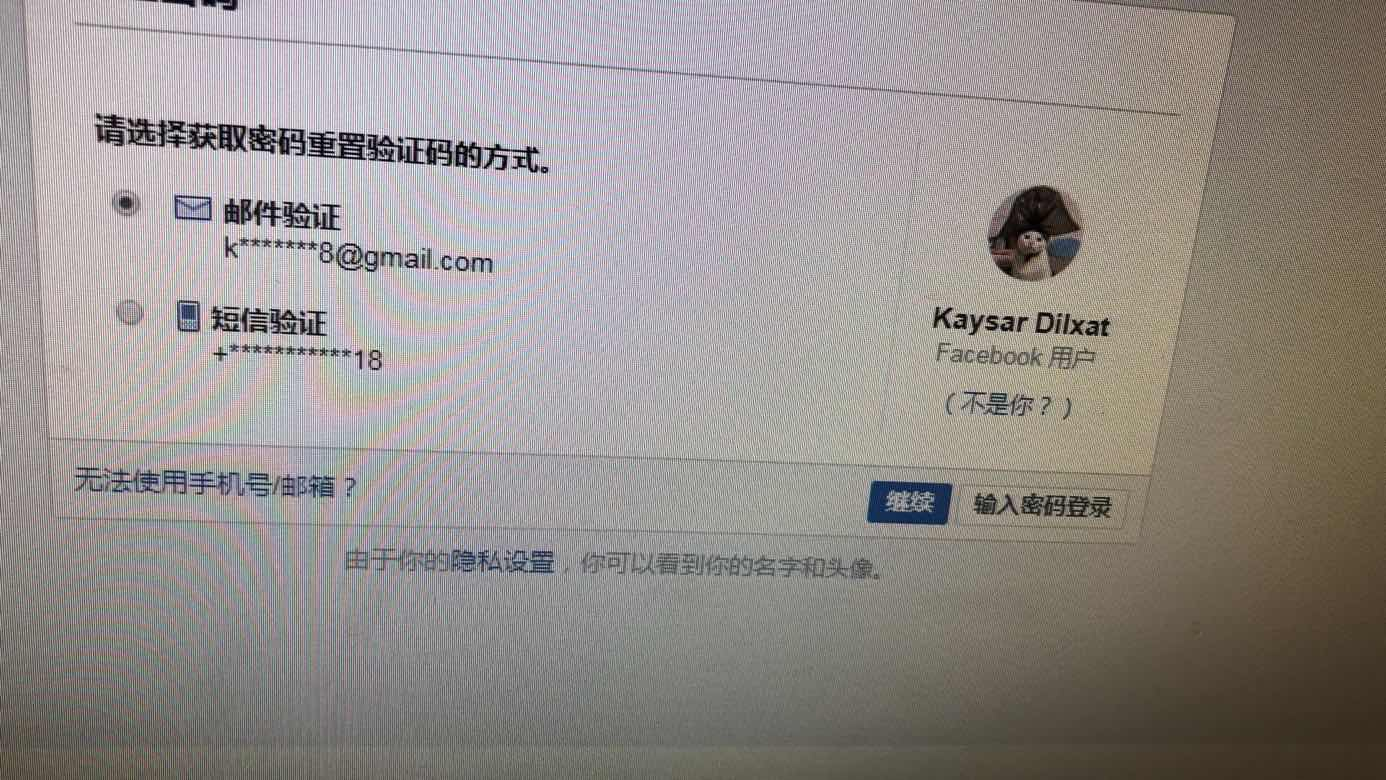 请选择获取密码重置验证码的方式。
邮件验证
k*******8@gmail.com
短信验证
+***********18
Kaysar Dilxat
Facebook 用户
（不是你？）
无法使用手机号/邮箱？
继续
输入密码登录
由于你的隐私设置，你可以看到你的名字和头像。